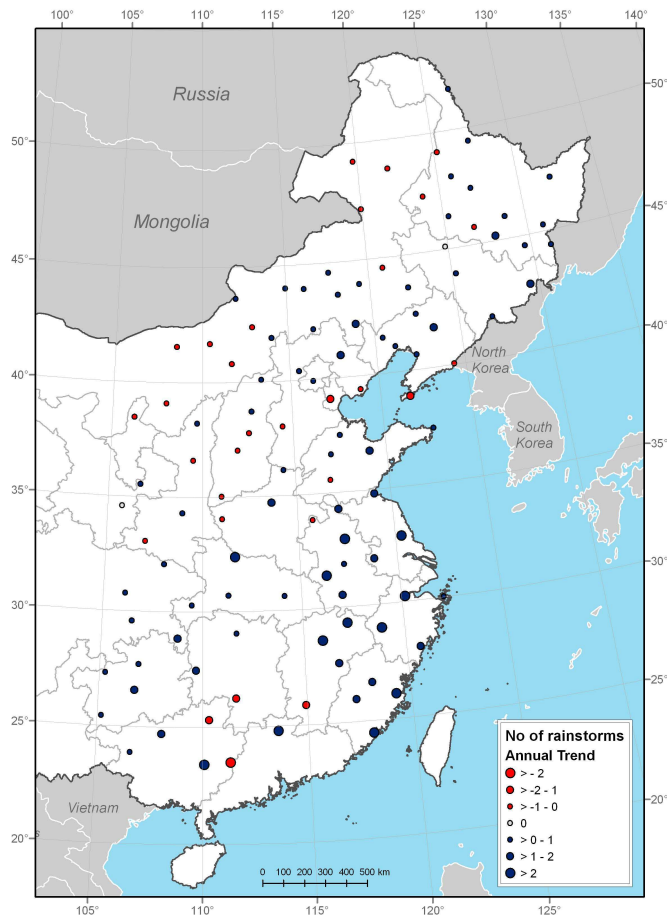 100° 105° 110° 115° 120° 125° 130° 135° 140°
Russia
50°
50°
Mongolia
45°
45°
40°
North
Korea
40°
South
Korea
35°
35°
30°
30°
25°
25°
No of rainstorms
Annual Trend
> - 2
> -2 - 1
> -1 - 0
0
> 0 - 1
> 1 - 2
> 2
Vietnam
20°
20°
0 100 200 300 400 500 km
105° 110° 115° 120° 125°